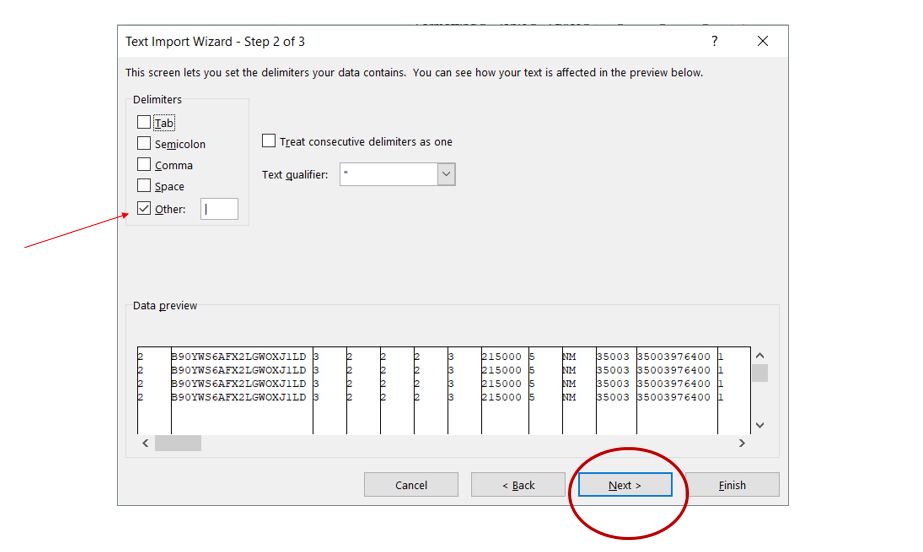 Text Import Wizard - Step 2 of 3 ?
This screen lets you set the delimiters your data contains. You can see how your text is affected in the preview below.
Delimiters
Tab
Semicolon
Treat consecutive delimiters as one
Comma
Text qualifier: "
Space
Other: |
Data preview
2 B90YWS6AFX2LGWOXJ1LD 3 2 2 2 3 215000 5 NM 35003 35003976400 1
2 B90YWS6AFX2LGWOXJ1LD 3 2 2 2 3 215000 5 NM 35003 35003976400 1
2 B90YWS6AFX2LGWOXJ1LD 3 2 2 2 3 215000 5 NM 35003 35003976400 1
2 B90YWS6AFX2LGWOXJ1LD 3 2 2 2 3 215000 5 NM 35003 35003976400 1
Cancel < Back Next > Finish